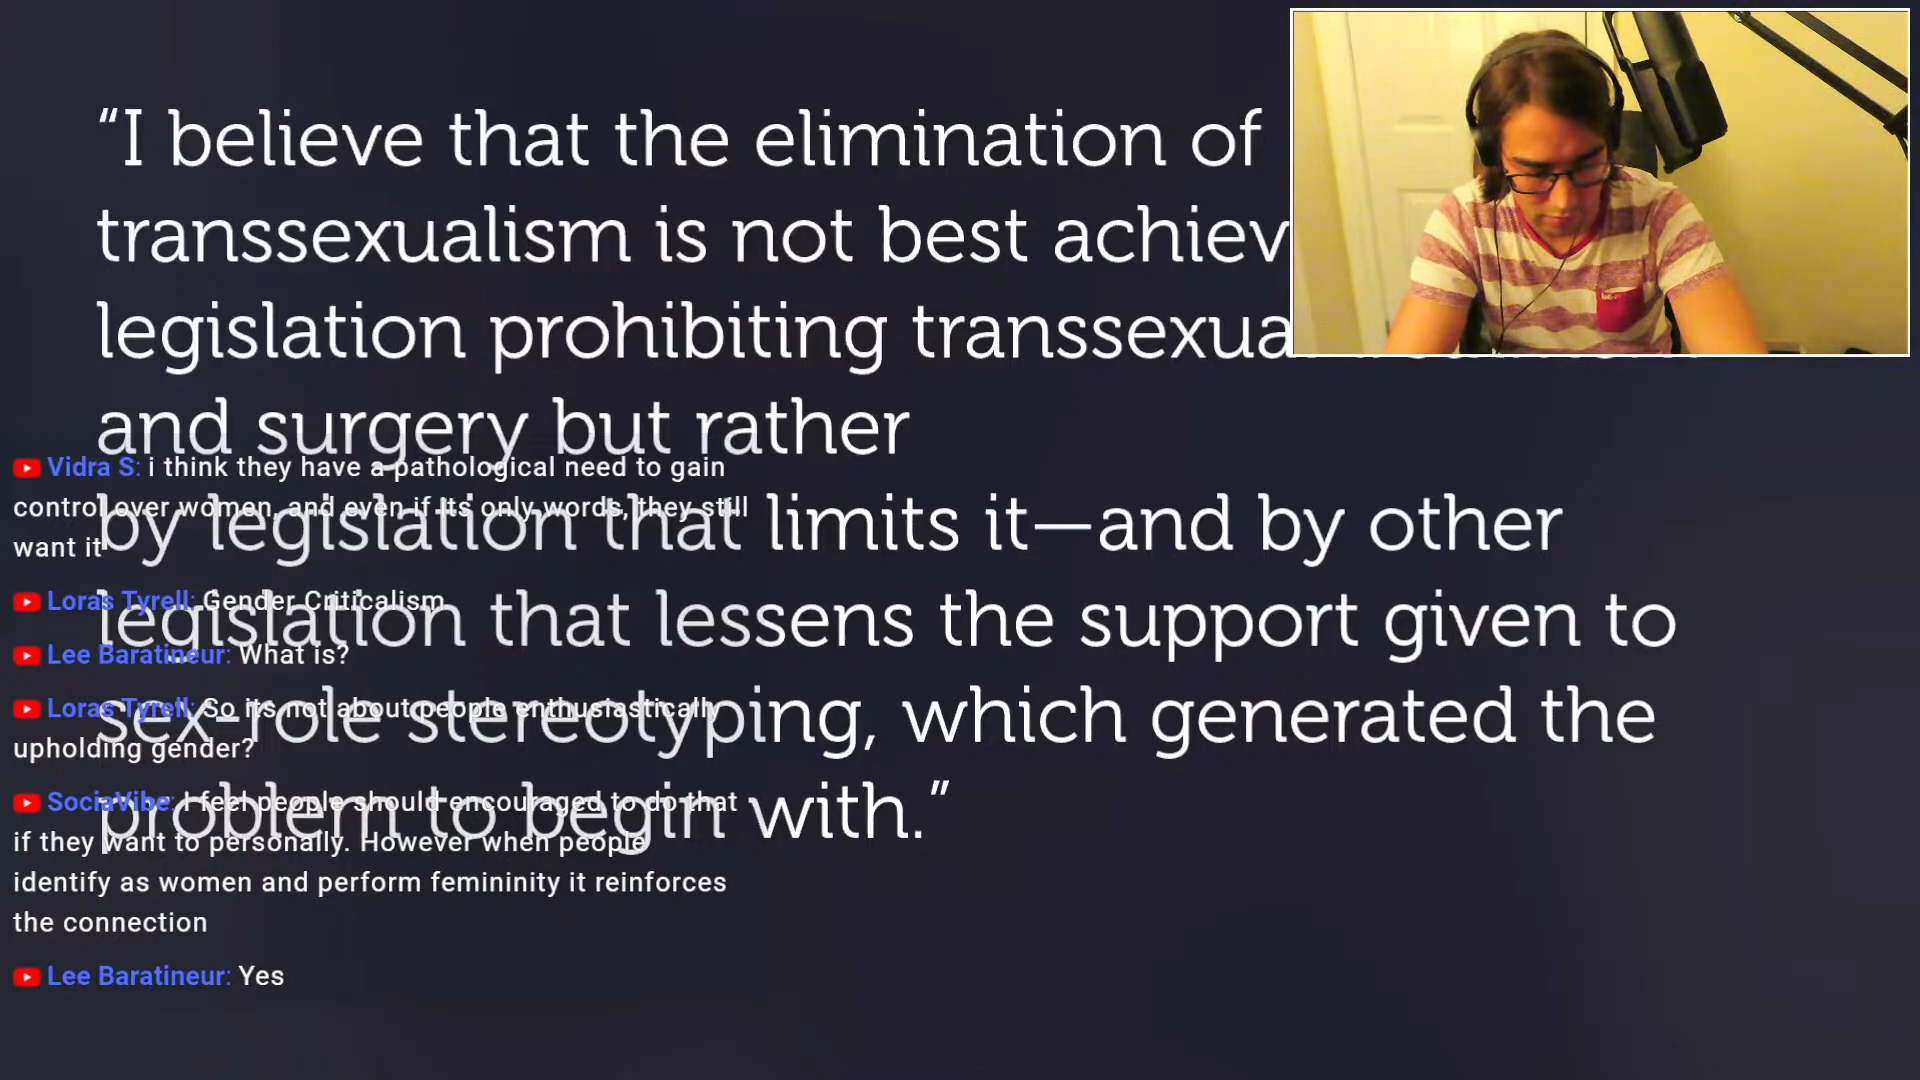 “I believe that the elimination of
transsexualism is not best achiev
legislation prohibiting transsexua
and surgery but rather
by legislation that limits it—and by other
legislation that lessens the support given to
sex-role stereotyping, which generated the
problem to begin with.”
Vidra S: i think they have a pathological need to gain
control over women, and even if its only words, they still
want it
Loras Tyrell: Gender Criticalism
Lee Baratineur: What is?
Loras Tyrell: So its not about people enthusiastically
upholding gender?
SociaVibe: I feel people should encouraged to do that
if they want to personally. However when people
identify as women and perform femininity it reinforces
the connection
Lee Baratineur: Yes